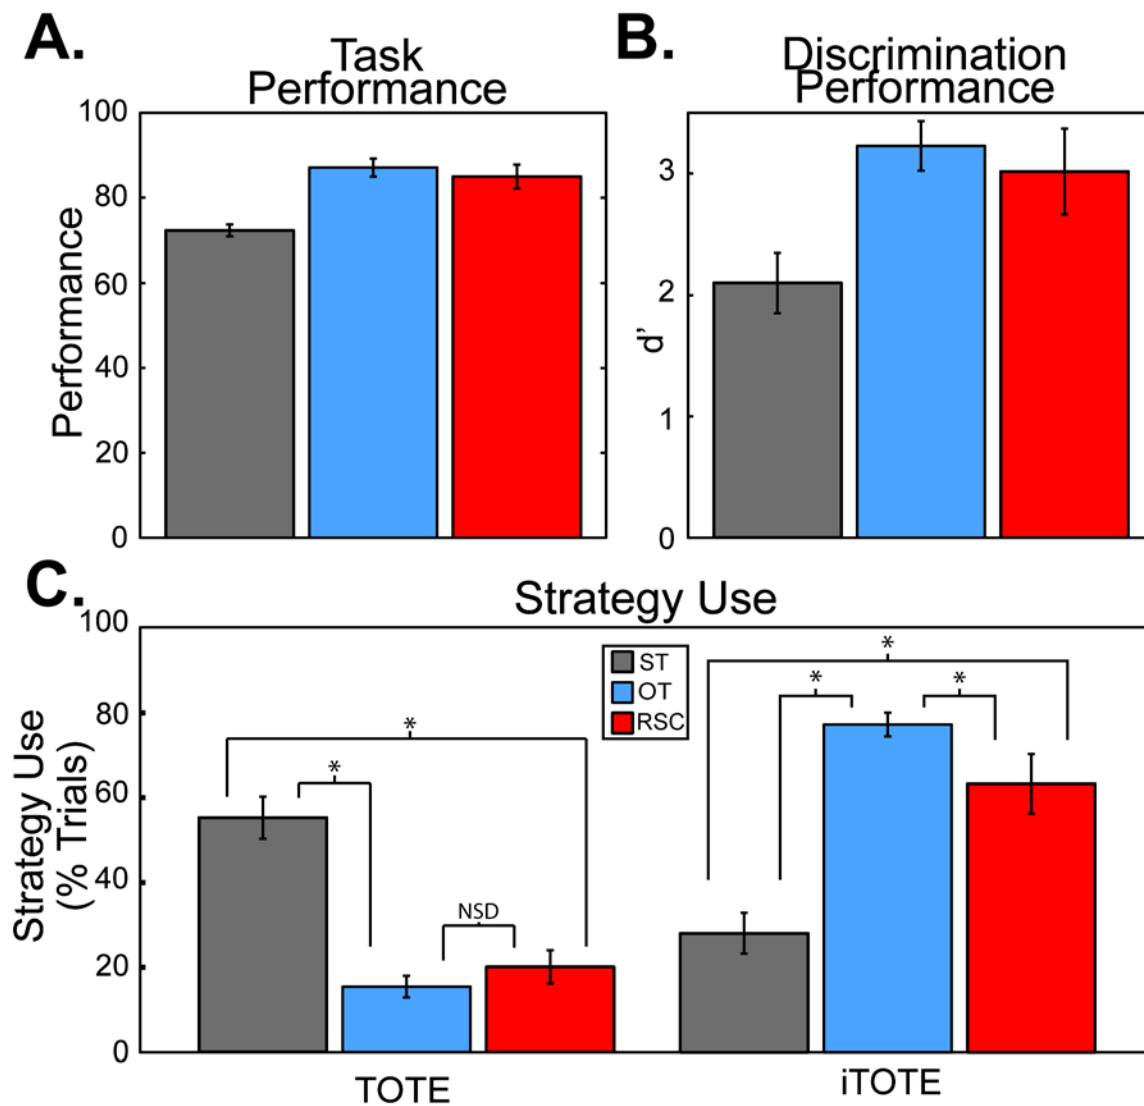 A.
Task
Performance
Performance
100
80
60
40
20
0
B.
Discrimination
Performance
d'
3
2
1
0
C.
Strategy Use
Strategy Use
(% Trials)
100
80
60
40
20
0
ST
OT
RSC
*
*
NSD
*
*
*
TOTE
iTOTE